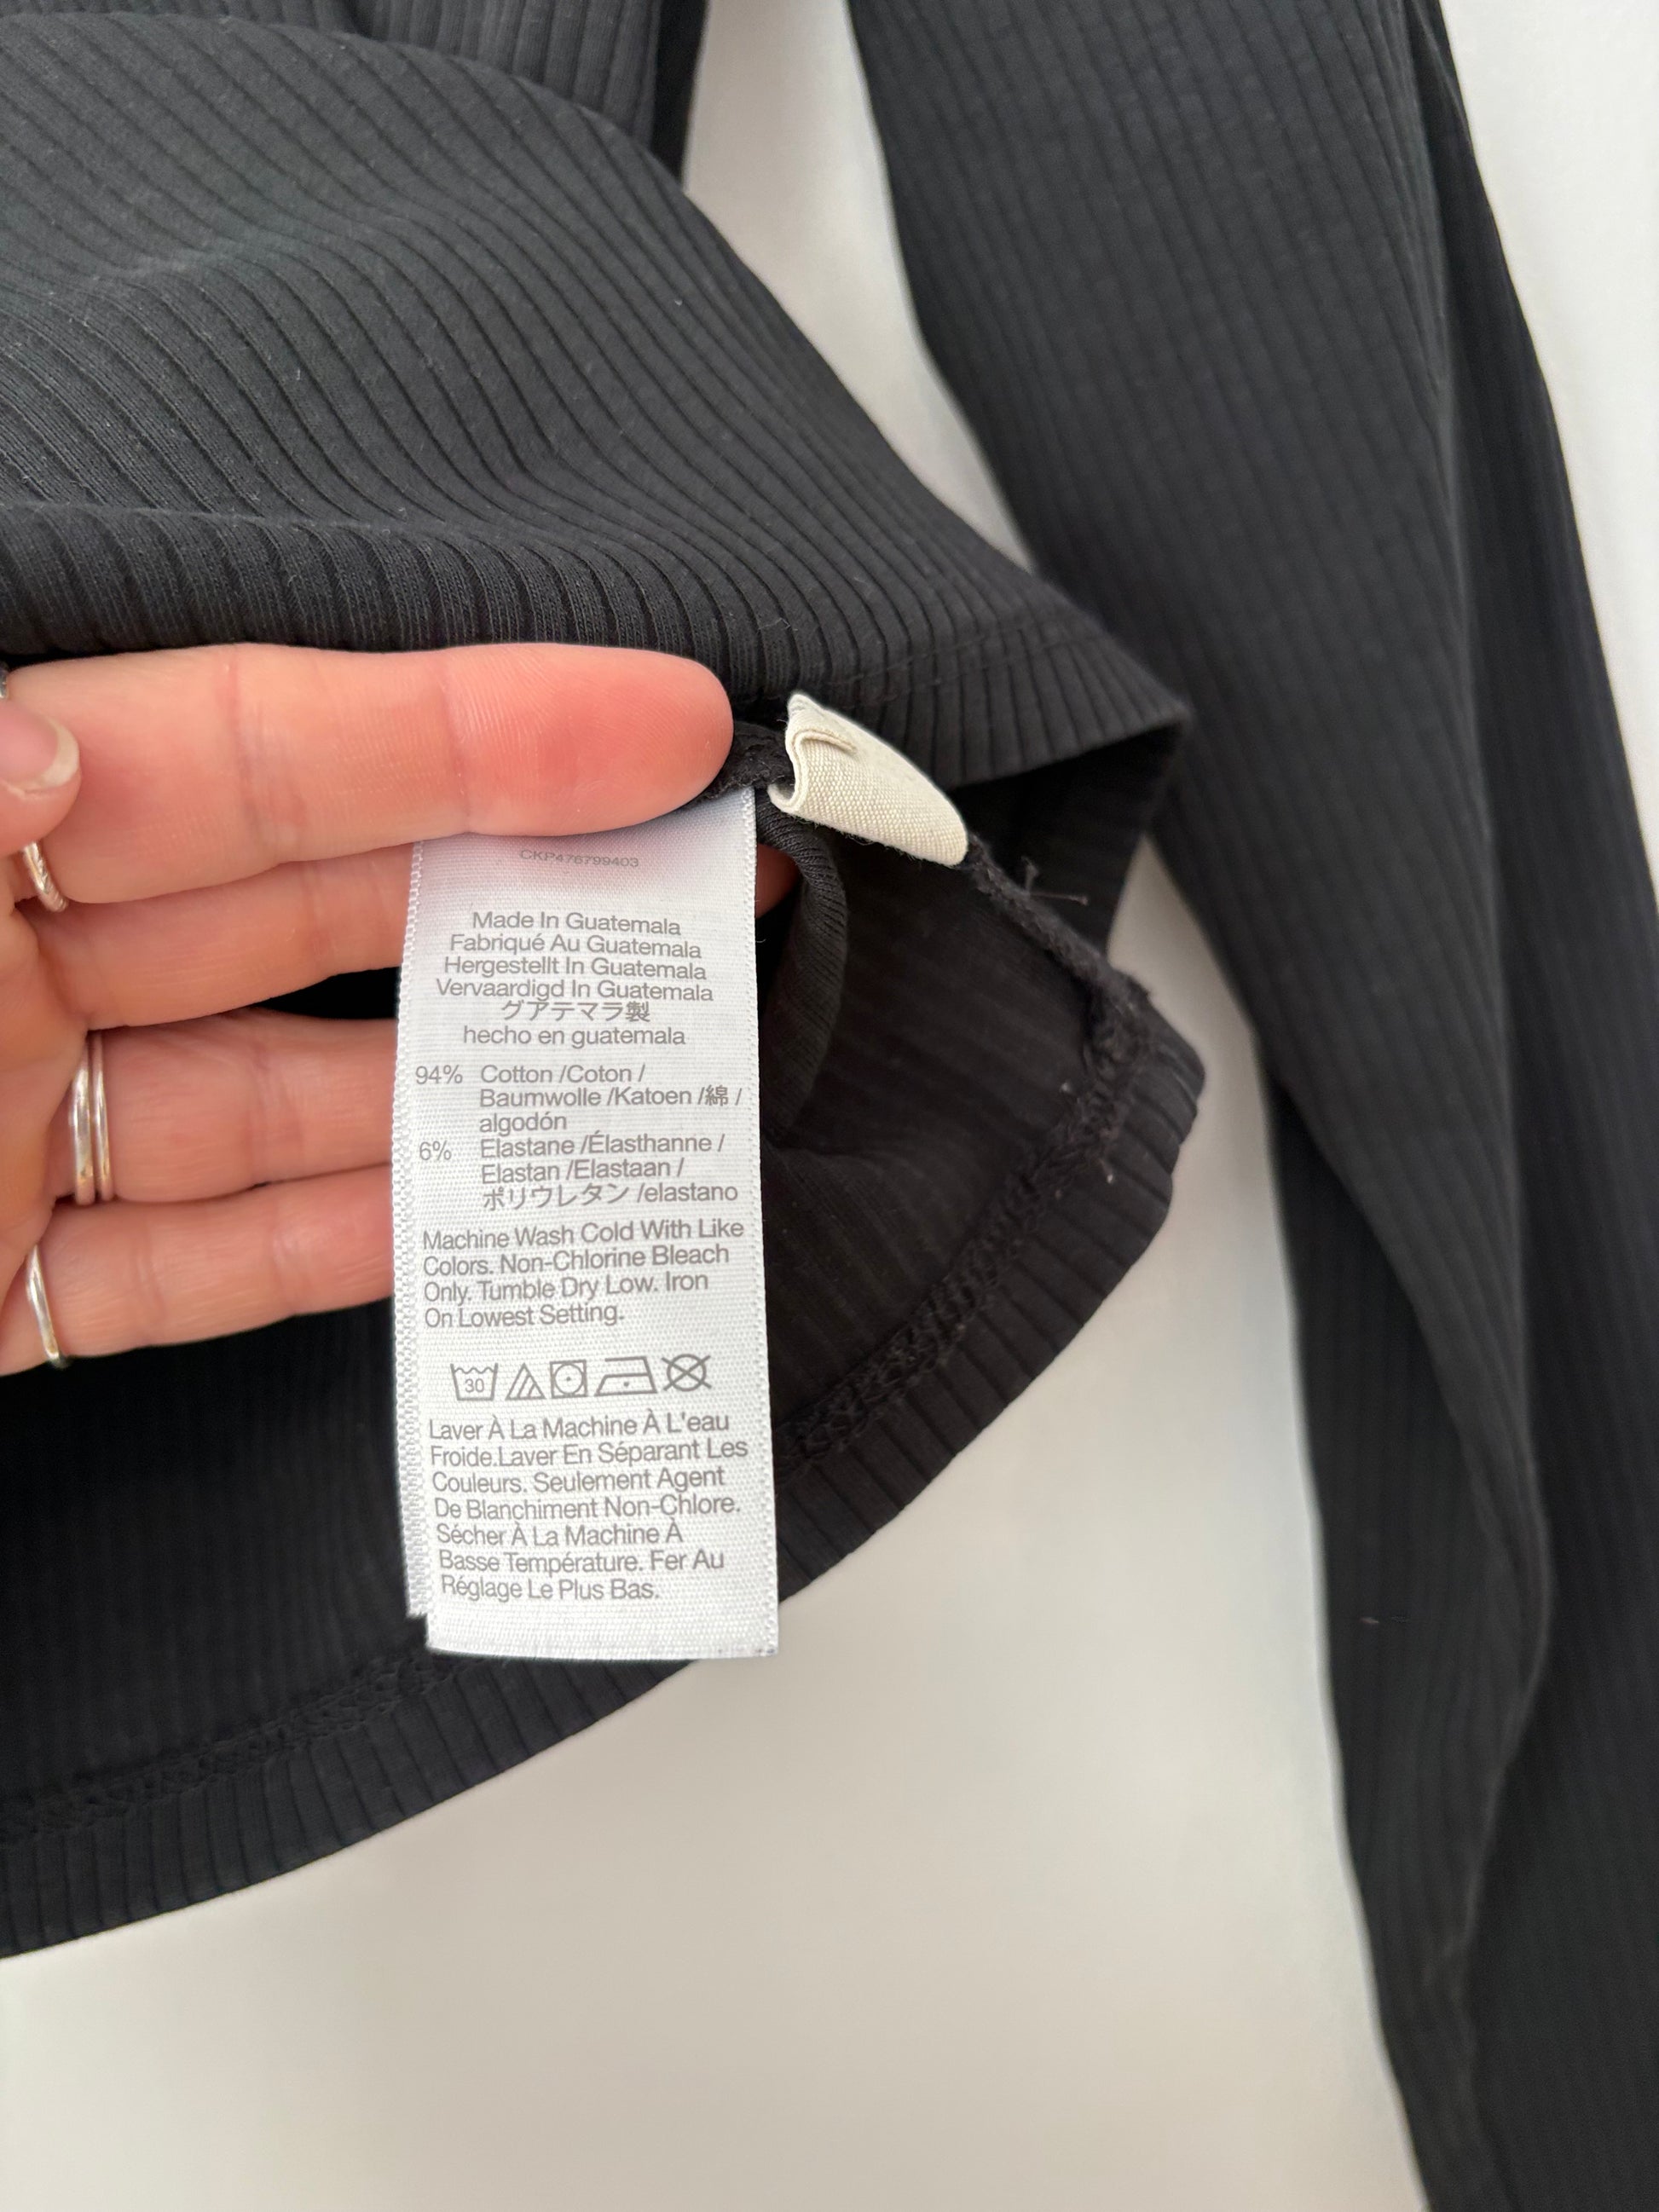 CKP476799403
Made In Guatemala
Fabriqué Au Guatemala
Hergestellt In Guatemala
Vervaardigd In Guatemala
グアテマラ製
hecho en guatemala
94% Cotton /Coton /
Baumwolle /Katoen /綿 /
algodón
6% Elastane /Élasthanne /
Elastan /Elastaan /
ポリウレタン /elastano
Machine Wash Cold With Like
Colors. Non-Chlorine Bleach
Only. Tumble Dry Low. Iron
On Lowest Setting.
30
Laver À La Machine À L'eau
Froide.Laver En Séparant Les
Couleurs. Seulement Agent
De Blanchiment Non-Chlore.
Sécher À La Machine À
Basse Température. Fer Au
Réglage Le Plus Bas.